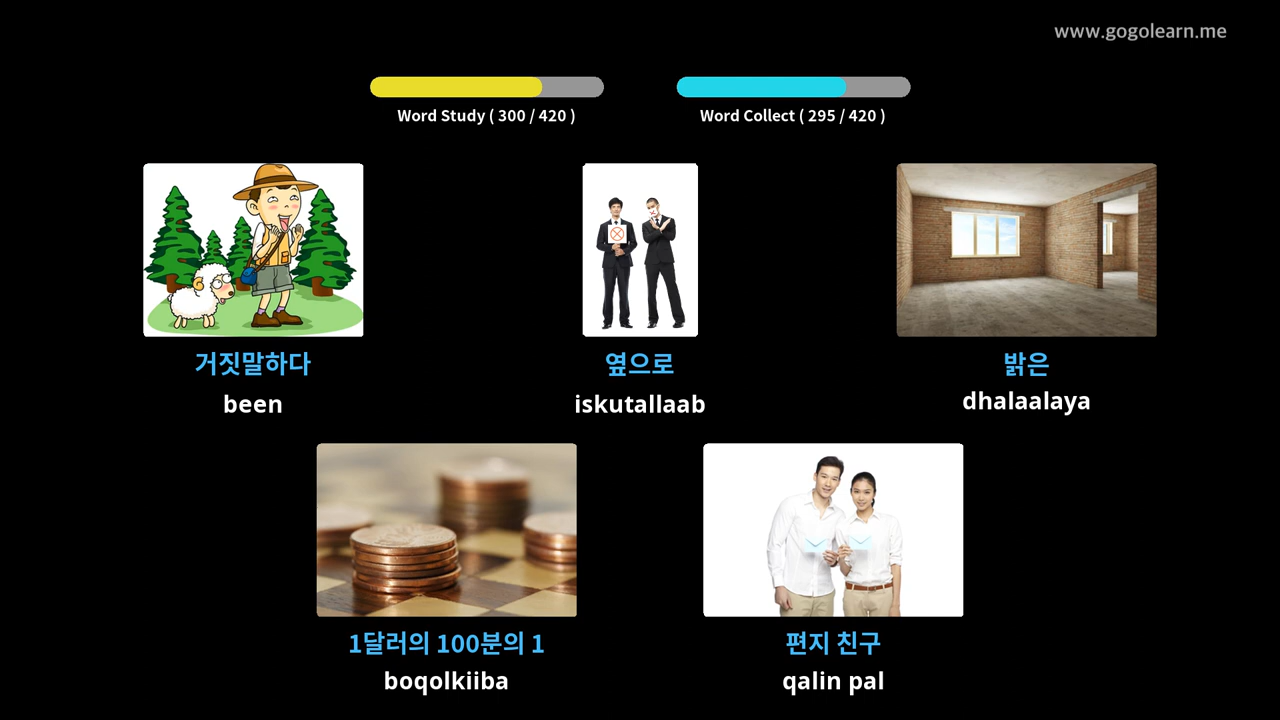 www.gogolearn.me
Word Study ( 300 / 420 )
Word Collect ( 295 / 420 )
거짓말하다
been
옆으로
iskutallaab
밝은
dhalaalaya
1달러의 100분의 1
boqolkiiba
편지 친구
qalin pal